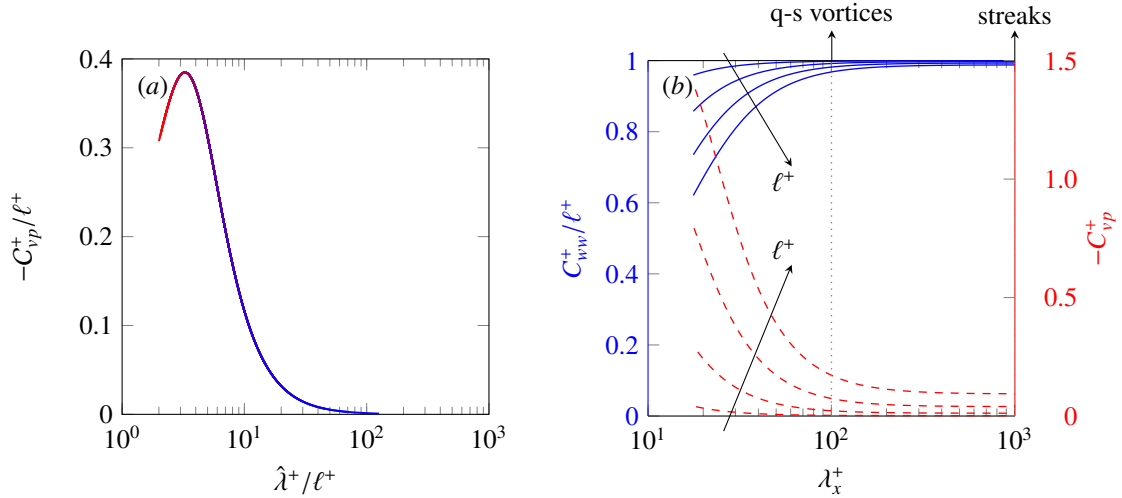 q-s vortices streaks
0.4 1 1.5
(a) (b)
0.8
0.3 ℓ⁺ 1.0
−C⁺ᵥₚ/ℓ⁺ 0.2 C⁺ww/ℓ⁺ 0.6 ℓ⁺ −C⁺ᵥₚ
0.4 0.5
0.1 0.2
0 0 0
10⁰ 10¹ 10² 10³ 10¹ 10² 10³
λ̂⁺/ℓ⁺ λ⁺ₓ